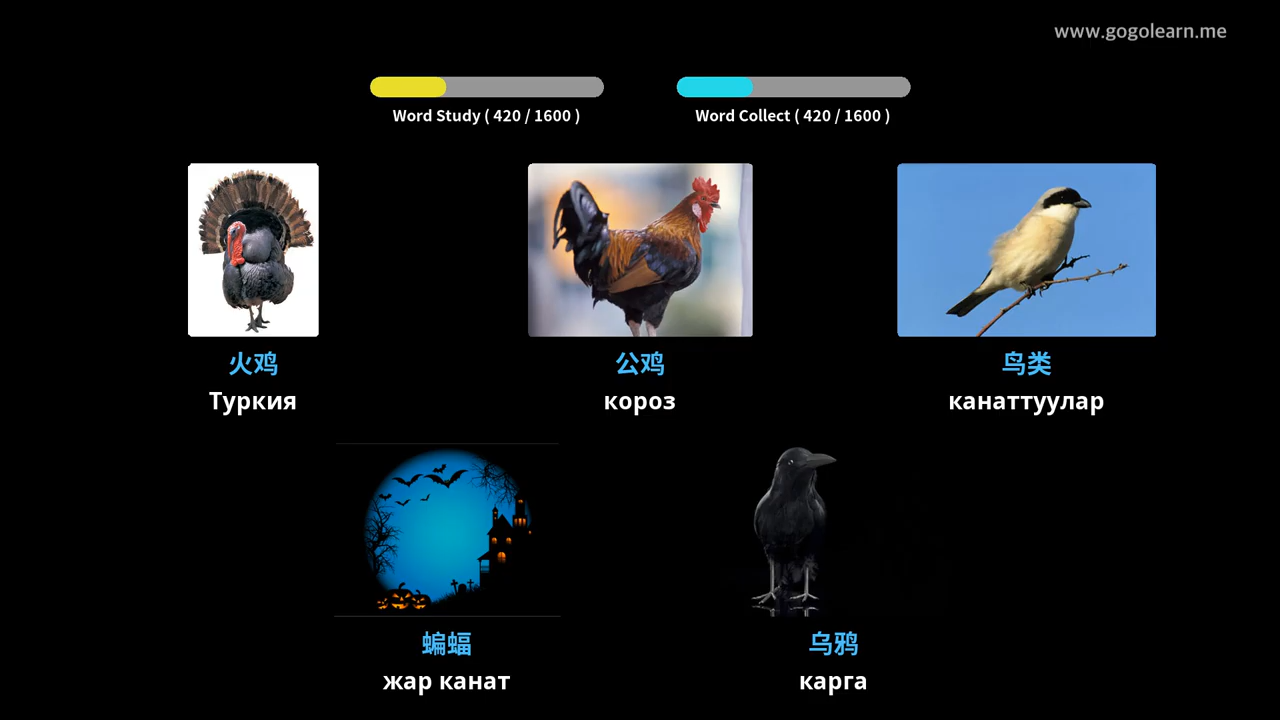 www.gogolearn.me
Word Study ( 420 / 1600 )
Word Collect ( 420 / 1600 )
火鸡
Туркия
公鸡
короз
鸟类
канаттуулар
蝙蝠
жар канат
乌鸦
карга